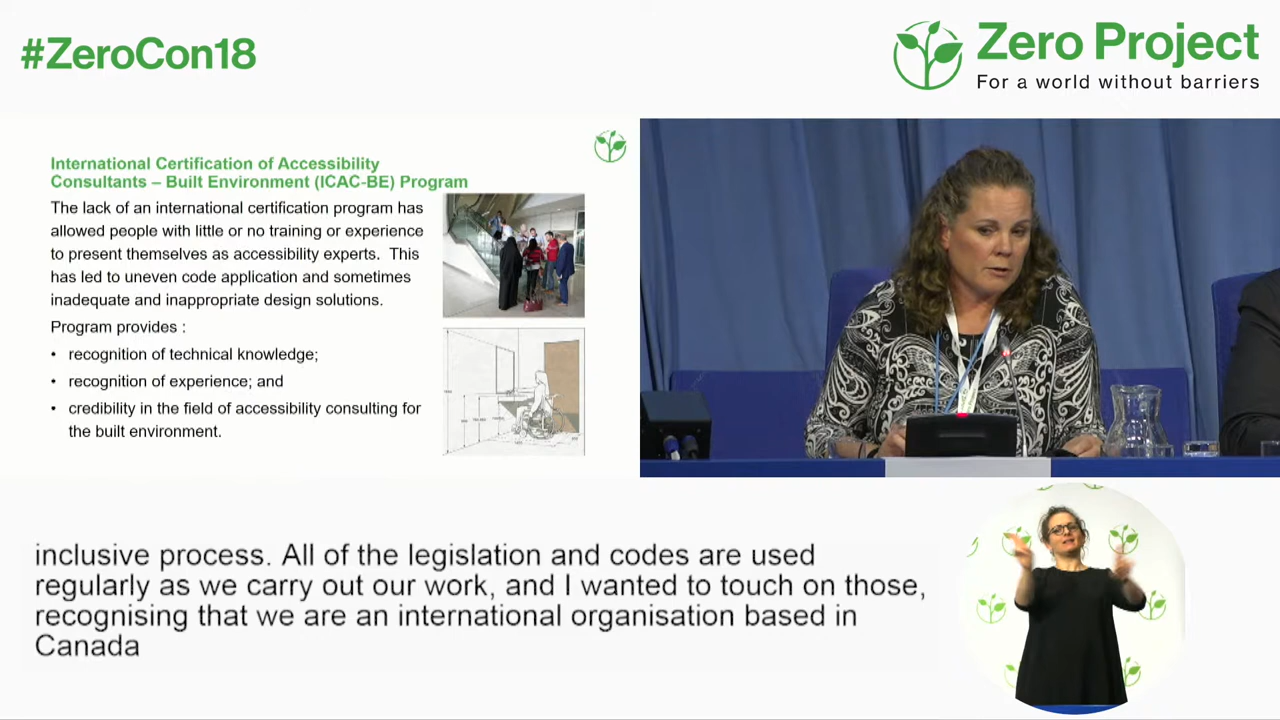 #ZeroCon18
Zero Project
For a world without barriers
International Certification of Accessibility
Consultants – Built Environment (ICAC-BE) Program
The lack of an international certification program has
allowed people with little or no training or experience
to present themselves as accessibility experts. This
has led to uneven code application and sometimes
inadequate and inappropriate design solutions.
Program provides :
• recognition of technical knowledge;
• recognition of experience; and
• credibility in the field of accessibility consulting for
the built environment.
inclusive process. All of the legislation and codes are used
regularly as we carry out our work, and I wanted to touch on those,
recognising that we are an international organisation based in
Canada